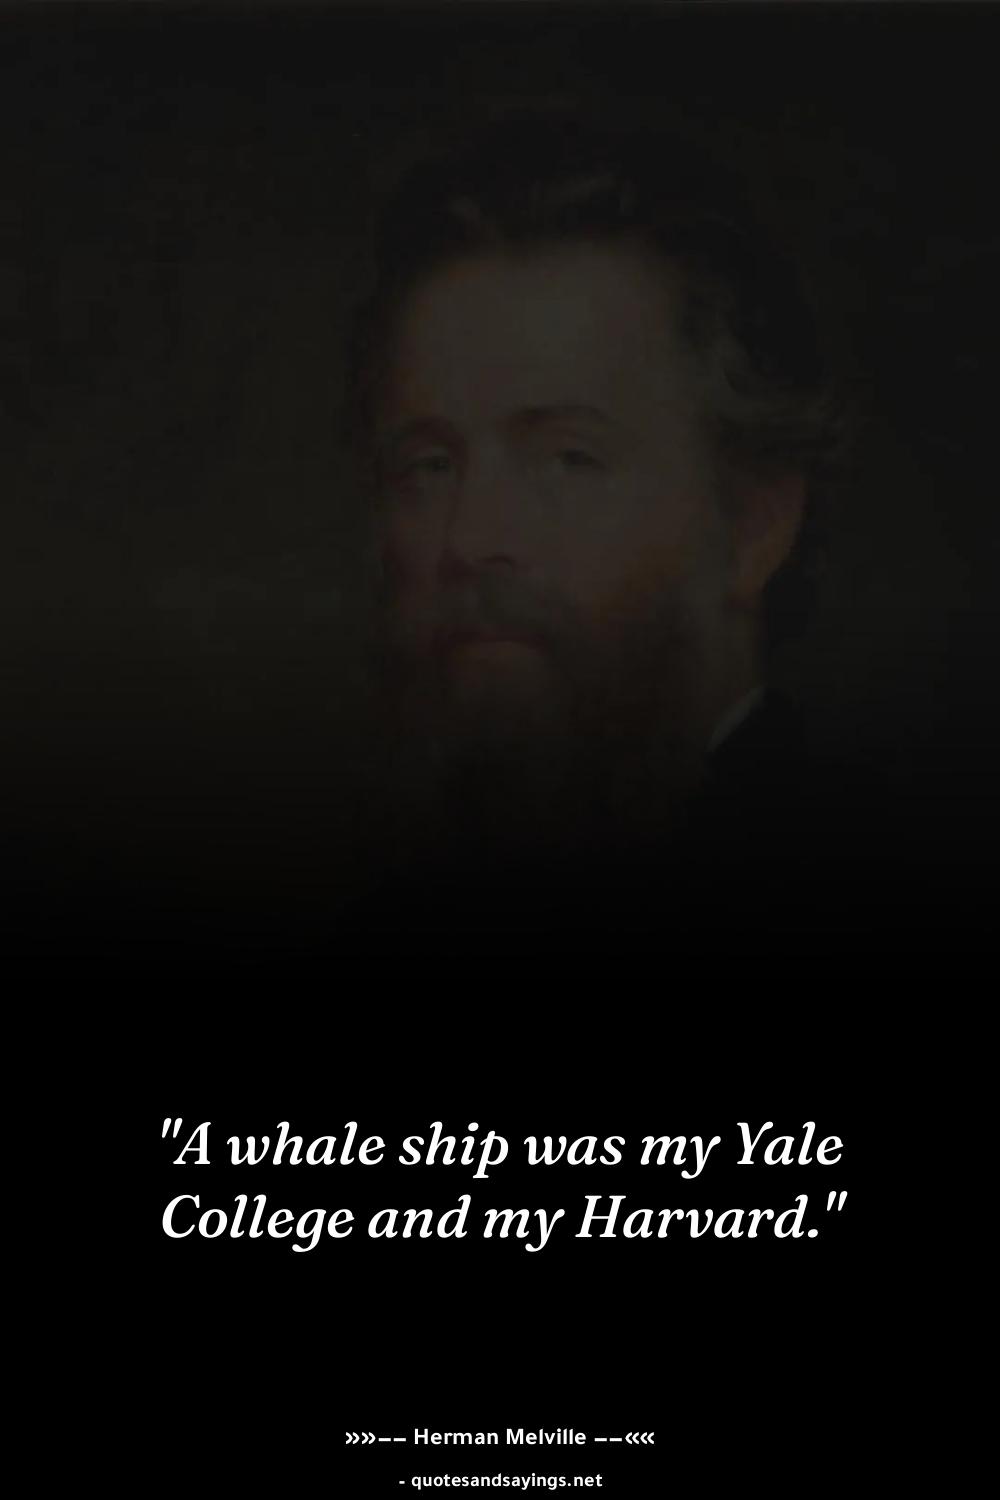 "A whale ship was my Yale
College and my Harvard."
»»–– Herman Melville ––««
- quotesandsayings.net